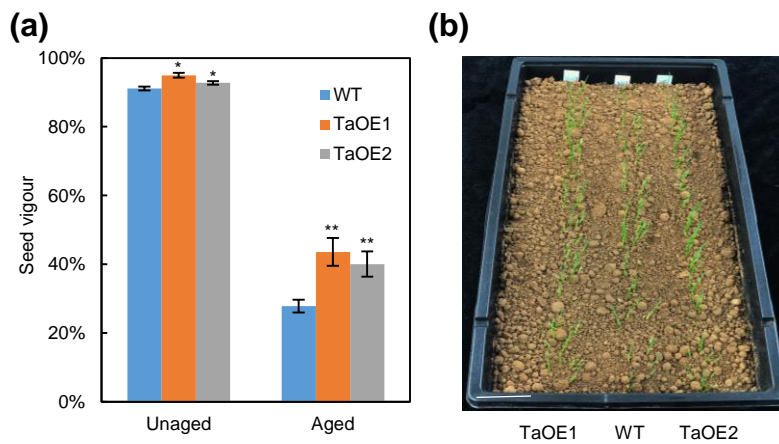 (a)
100%
80%
60%
40%
20%
0%
Seed vigour
*
*
**
**
WT
TaOE1
TaOE2
Unaged
Aged
(b)
TaOE1 WT TaOE2